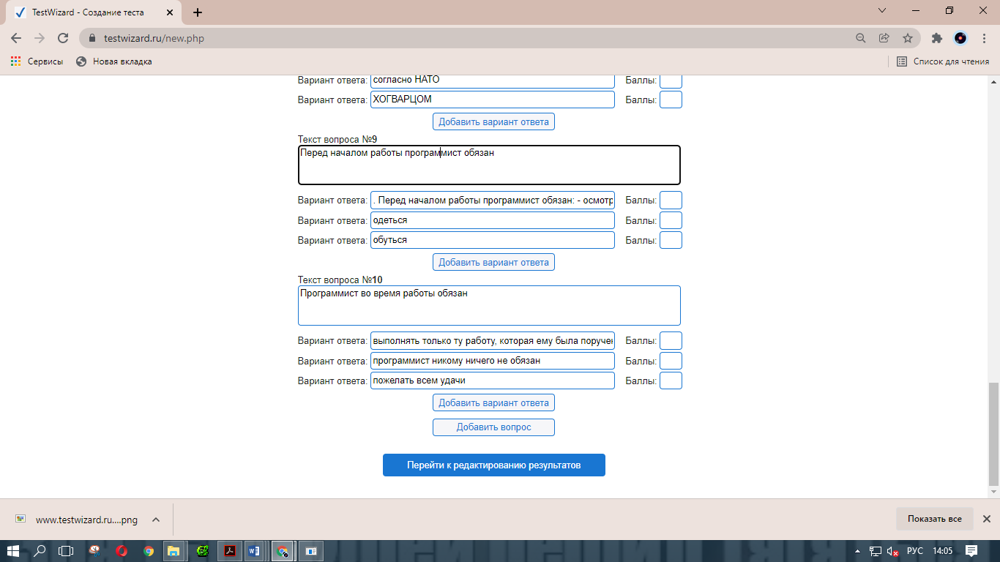 TestWizard - Создание теста
testwizard.ru/new.php
Сервисы Новая вкладка Список для чтения
Вариант ответа: согласно НАТО Баллы:
Вариант ответа: ХОГВАРЦОМ Баллы:
Добавить вариант ответа
Текст вопроса №9
Перед началом работы программист обязан
Вариант ответа: . Перед началом работы программист обязан: - осмотр Баллы:
Вариант ответа: одеться Баллы:
Вариант ответа: обуться Баллы:
Добавить вариант ответа
Текст вопроса №10
Программист во время работы обязан
Вариант ответа: выполнять только ту работу, которая ему была поручен Баллы:
Вариант ответа: программист никому ничего не обязан Баллы:
Вариант ответа: пожелать всем удачи Баллы:
Добавить вариант ответа
Добавить вопрос
Перейти к редактированию результатов
www.testwizard.ru....png Показать все
РУС 14:05